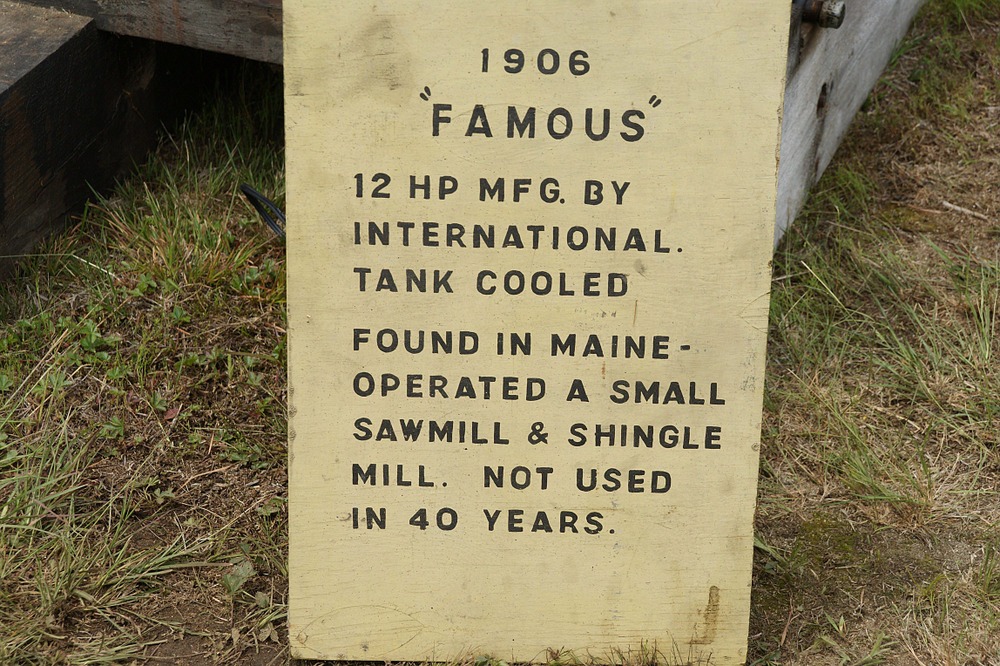 1906
"FAMOUS"
12 HP MFG. BY
INTERNATIONAL.
TANK COOLED
FOUND IN MAINE -
OPERATED A SMALL
SAWMILL & SHINGLE
MILL. NOT USED
IN 40 YEARS.